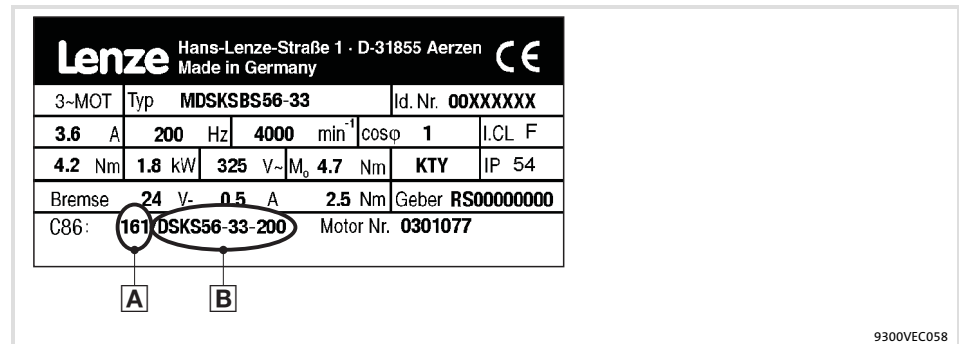 Lenze Hans-Lenze-Straße 1 · D-31855 Aerzen CE
Made in Germany
3~MOT Typ MDSKSBS56-33 Id. Nr. 00XXXXXX
3.6 A 200 Hz 4000 min-1 cosφ 1 I.CL F
4.2 Nm 1.8 kW 325 V~ Mo 4.7 Nm KTY IP 54
Bremse 24 V- 0.5 A 2.5 Nm Geber RS00000000
C86: 161 DSKS56-33-200 Motor Nr. 0301077
A B
9300VEC058